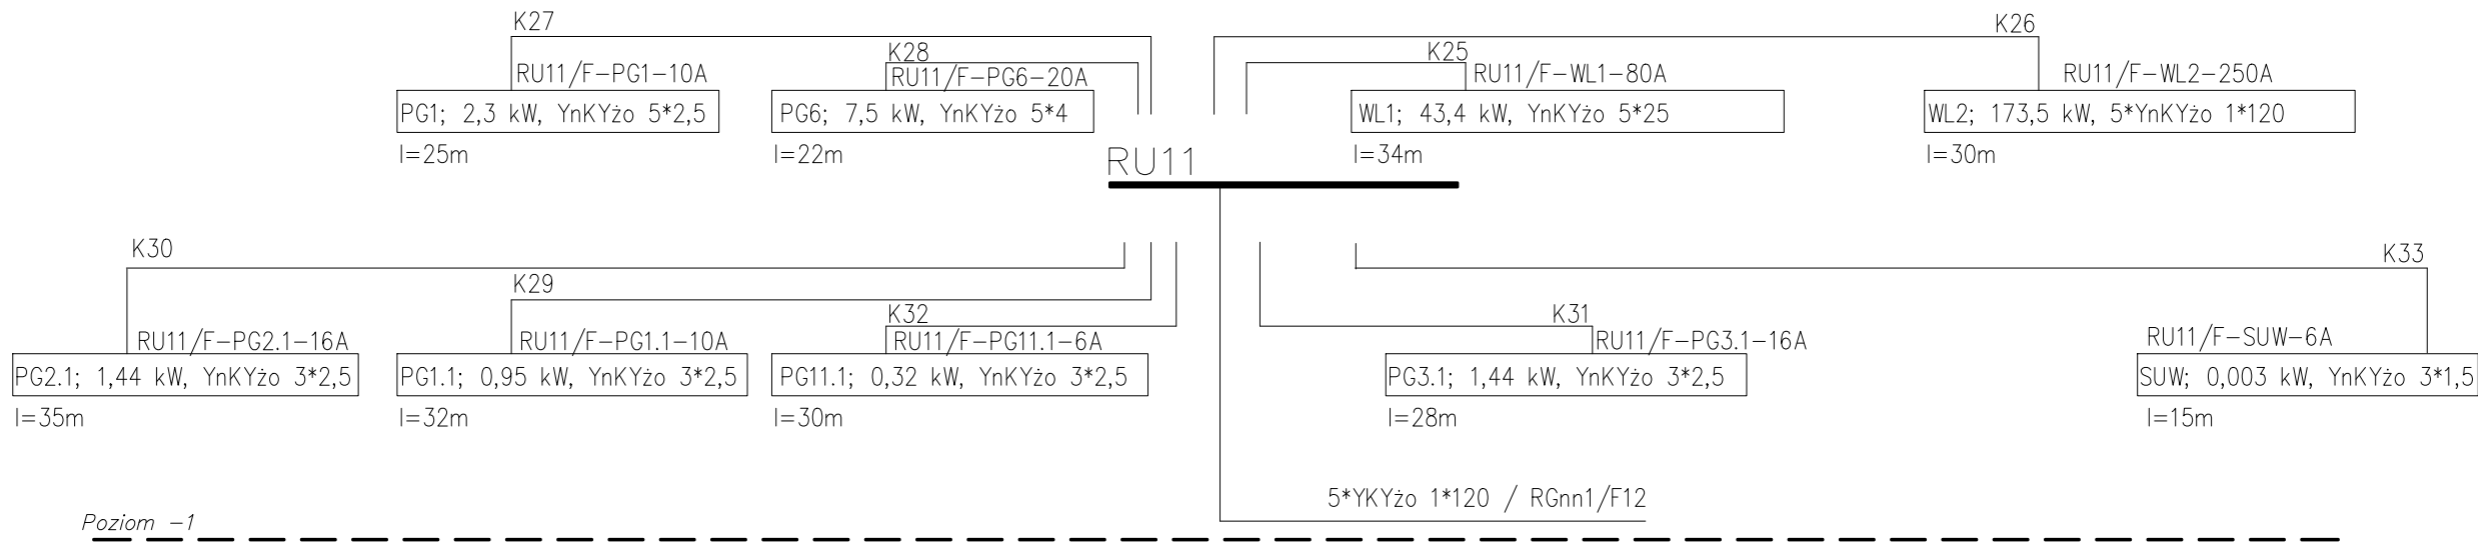 K27
K28
K25
K26
RU11/F-PG1-10A
RU11/F-PG6-20A
RU11/F-WL1-80A
RU11/F-WL2-250A
PG1; 2,3 kW, YnKYżo 5*2,5
PG6; 7,5 kW, YnKYżo 5*4
WL1; 43,4 kW, YnKYżo 5*25
WL2; 173,5 kW, 5*YnKYżo 1*120
l=25m
l=22m
RU11
l=34m
l=30m
K30
K29
K32
K31
K33
RU11/F-PG2.1-16A
RU11/F-PG1.1-10A
RU11/F-PG11.1-6A
RU11/F-PG3.1-16A
RU11/F-SUW-6A
PG2.1; 1,44 kW, YnKYżo 3*2,5
PG1.1; 0,95 kW, YnKYżo 3*2,5
PG11.1; 0,32 kW, YnKYżo 3*2,5
PG3.1; 1,44 kW, YnKYżo 3*2,5
SUW; 0,003 kW, YnKYżo 3*1,5
l=35m
l=32m
l=30m
l=28m
l=15m
5*YKYżo 1*120 / RGnn1/F12
Poziom -1